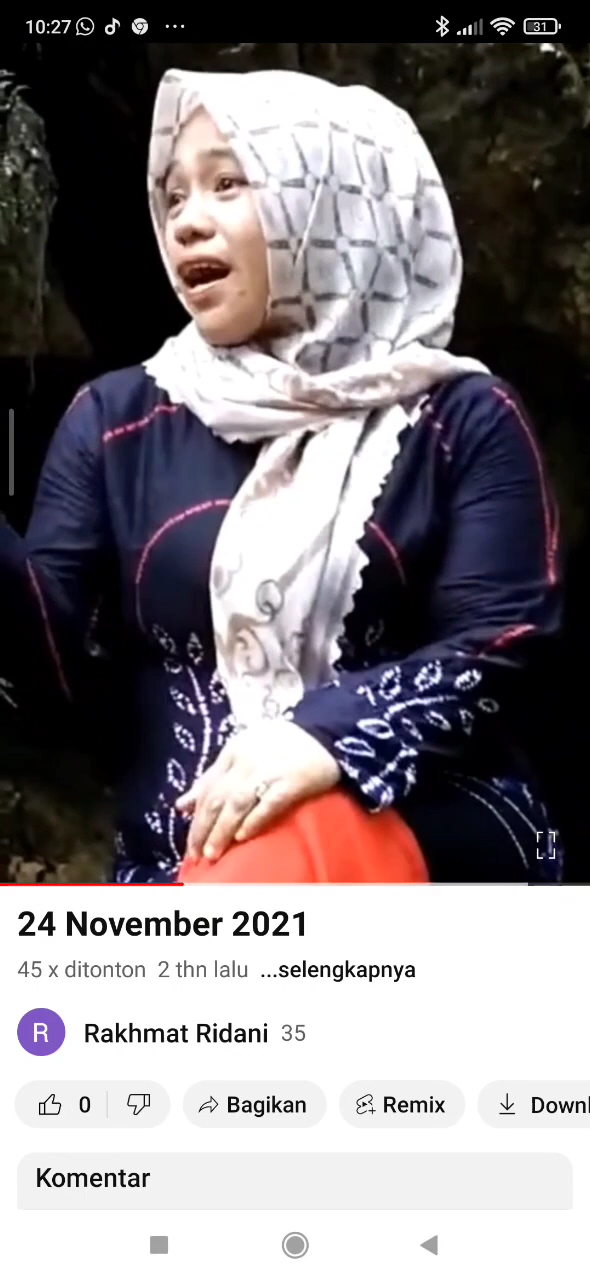 10:27 31
24 November 2021
45 x ditonton 2 thn lalu ...selengkapnya
R Rakhmat Ridani 35
0 Bagikan Remix Downl
Komentar